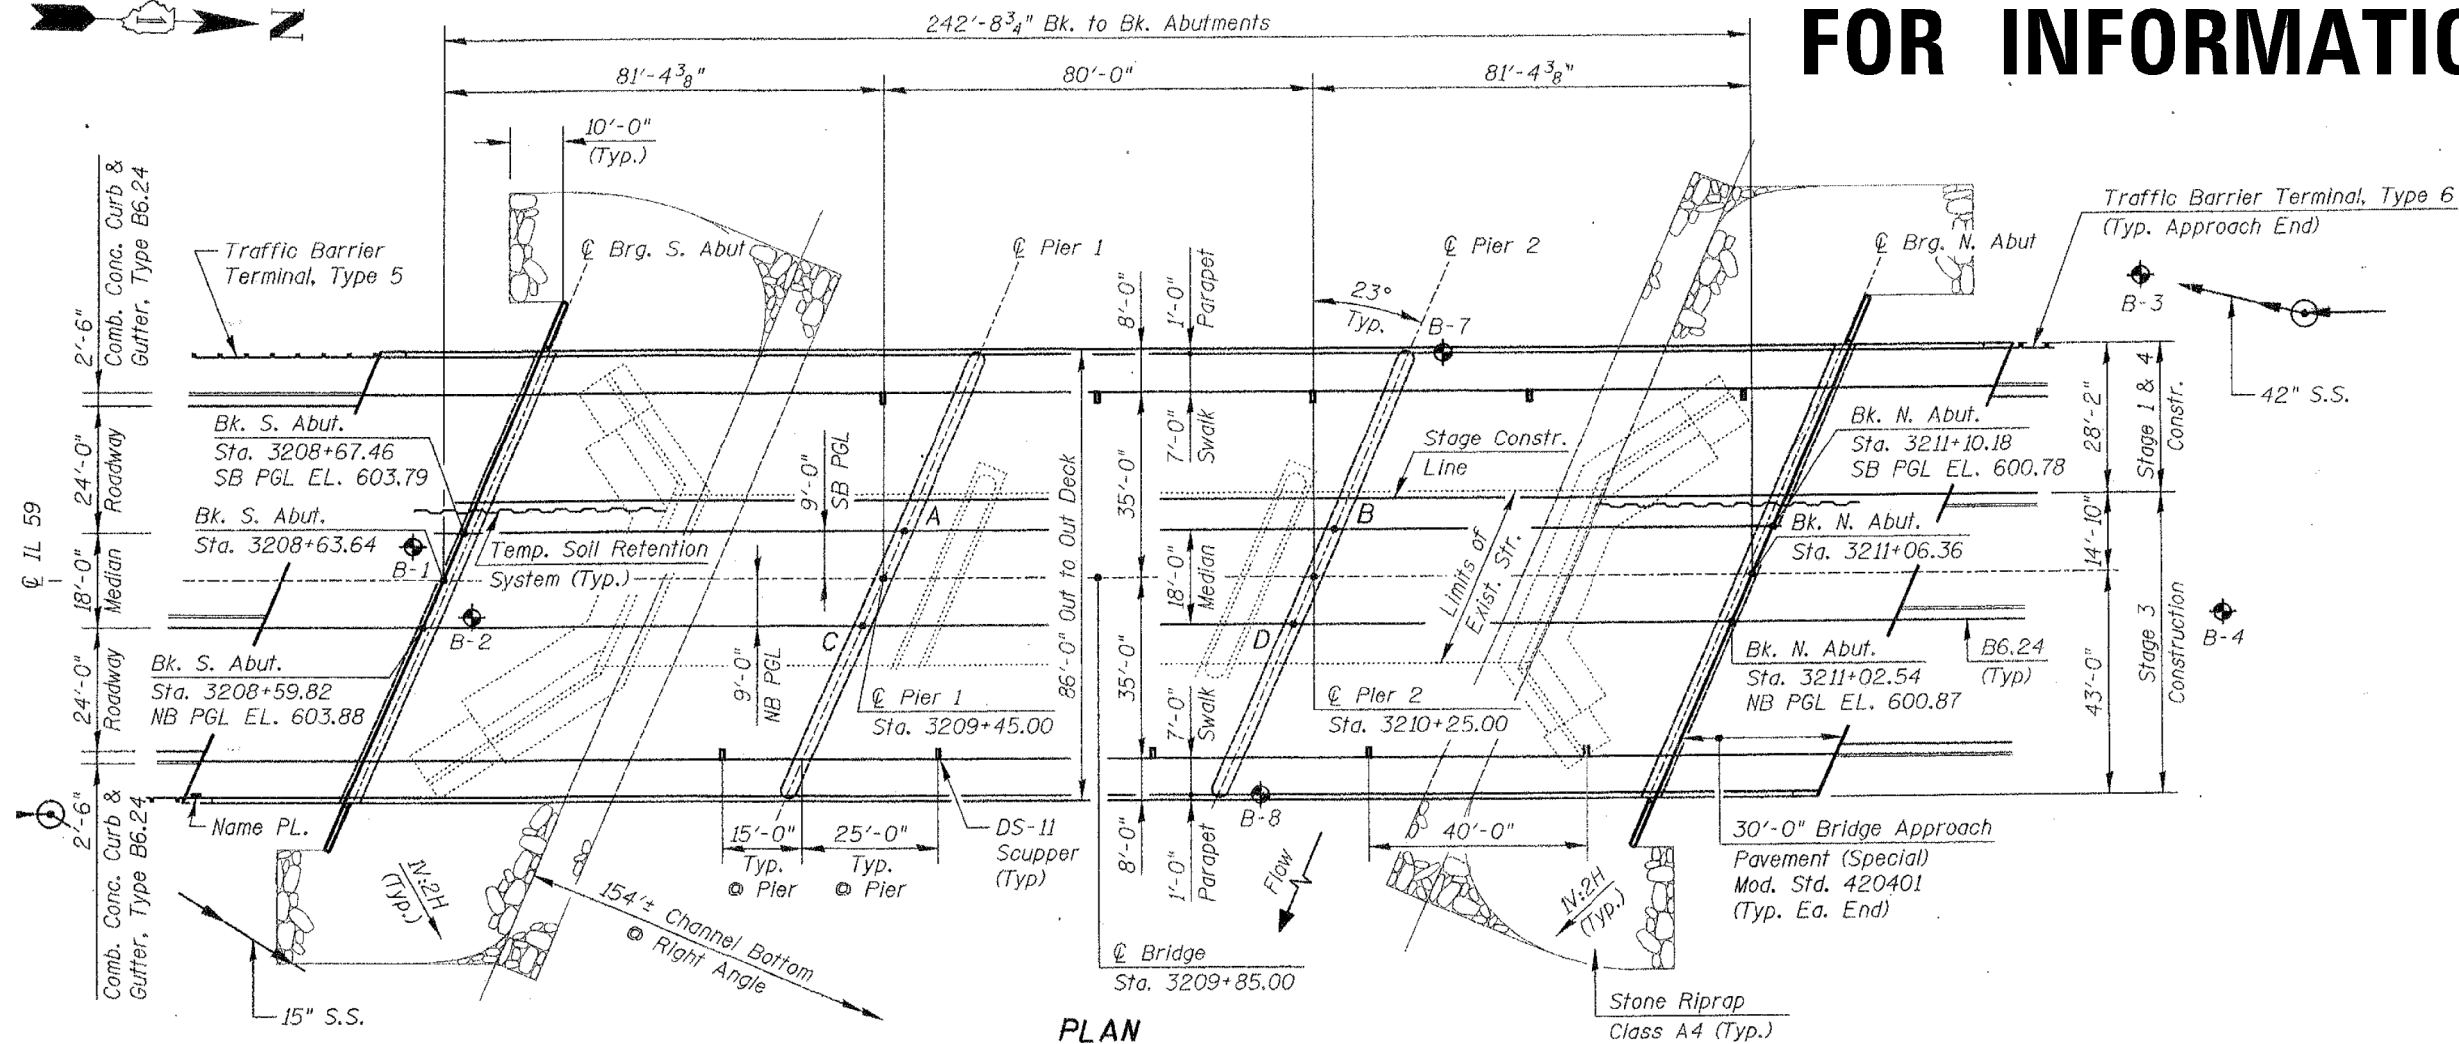 N
FOR INFORMATIO
242'-8 3/4" Bk. to Bk. Abutments
81'-4 3/8"
80'-0"
81'-4 3/8"
10'-0"
(Typ.)
Comb. Conc. Curb &
Gutter, Type B6.24
2'-6"
Traffic Barrier
Terminal, Type 5
℄ Brg. S. Abut
℄ Pier 1
8'-0"
1'-0"
Parapet
℄ Pier 2
23°
Typ.
B-7
℄ Brg. N. Abut
Traffic Barrier Terminal, Type 6
(Typ. Approach End)
B-3
42" S.S.
24'-0"
Roadway
Bk. S. Abut.
Sta. 3208+67.46
SB PGL EL. 603.79
Bk. S. Abut.
Sta. 3208+63.64
B-1
Temp. Soil Retention
System (Typ.)
9'-0"
SB PGL
A
86'-0" Out to Out Deck
35'-0"
7'-0"
Swalk
Stage Constr.
Line
B
Bk. N. Abut.
Sta. 3211+10.18
SB PGL EL. 600.78
28'-2"
Stage 1 & 4
Constr.
Bk. N. Abut.
Sta. 3211+06.36
14'-10"
℄ IL 59
18'-0"
Median
B-2
9'-0"
NB PGL
C
18'-0"
Median
D
Limits of
Exist. Str.
B-4
24'-0"
Roadway
Bk. S. Abut.
Sta. 3208+59.82
NB PGL EL. 603.88
℄ Pier 1
Sta. 3209+45.00
35'-0"
7'-0"
Swalk
℄ Pier 2
Sta. 3210+25.00
Bk. N. Abut.
Sta. 3211+02.54
NB PGL EL. 600.87
B6.24
(Typ)
43'-0"
Stage 3
Construction
2'-6"
Comb. Conc. Curb &
Gutter, Type B6.24
Name PL.
15'-0"
Typ.
@ Pier
25'-0"
Typ.
@ Pier
DS-11
Scupper
(Typ)
8'-0"
1'-0"
Parapet
B-8
Flow
40'-0"
30'-0" Bridge Approach
Pavement (Special)
Mod. Std. 420401
(Typ. Ea. End)
1V:2H
(Typ.)
154'± Channel Bottom
@ Right Angle
1V:2H
(Typ.)
℄ Bridge
Sta. 3209+85.00
15" S.S.
Stone Riprap
Class A4 (Typ.)
PLAN